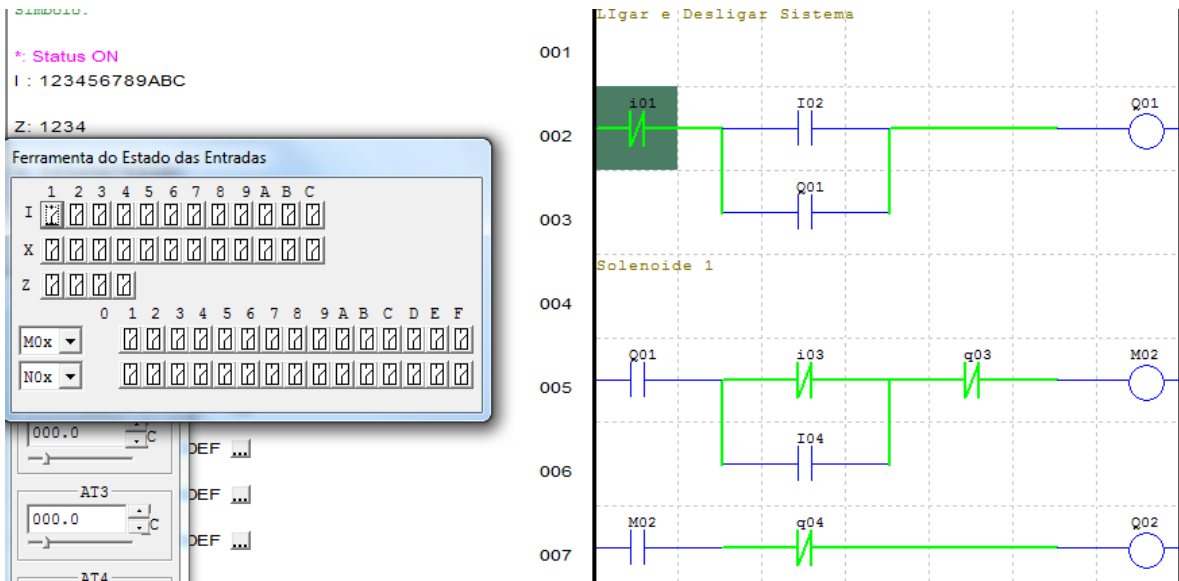 Símbolo:
*: Status ON
I : 123456789ABC
Z: 1234
Ferramenta do Estado das Entradas
1 2 3 4 5 6 7 8 9 A B C
I
X
Z
0 1 2 3 4 5 6 7 8 9 A B C D E F
M0x
N0x
000.0 C
DEF ...
AT3
DEF ...
000.0 C
DEF ...
AT4
LIgar e Desligar Sistema
001
i01 I02 Q01
002
Q01
003
Solenoide 1
004
Q01 i03 q03 M02
005
I04
006
M02 q04 Q02
007